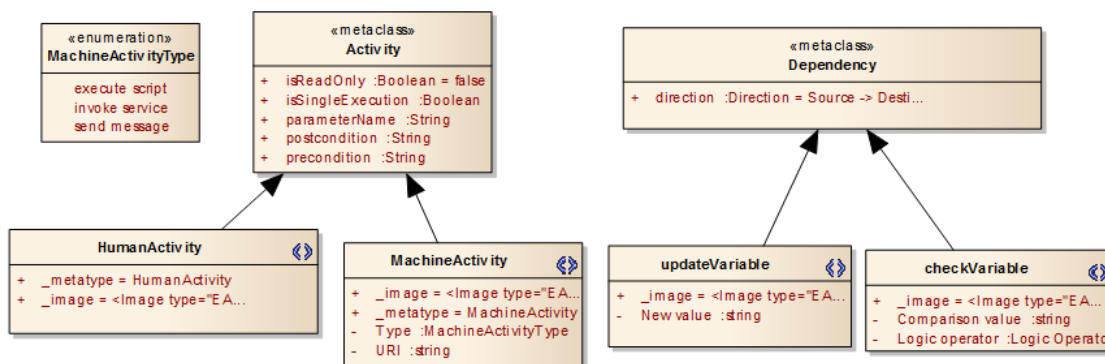 «enumeration»
MachineActivityType
execute script
invoke service
send message
«metaclass»
Activity
+ isReadOnly :Boolean = false
+ isSingleExecution :Boolean
+ parameterName :String
+ postcondition :String
+ precondition :String
«metaclass»
Dependency
+ direction :Direction = Source -> Desti...
HumanActivity
+ _metatype = HumanActivity
+ _image = <Image type="EA...
MachineActivity
+ _image = <Image type="EA...
+ _metatype = MachineActivity
- Type :MachineActivityType
- URI :string
updateVariable
+ _image = <Image type="EA...
- New value :string
checkVariable
+ _image = <Image type="EA...
- Comparison value :string
- Logic operator :Logic Operato